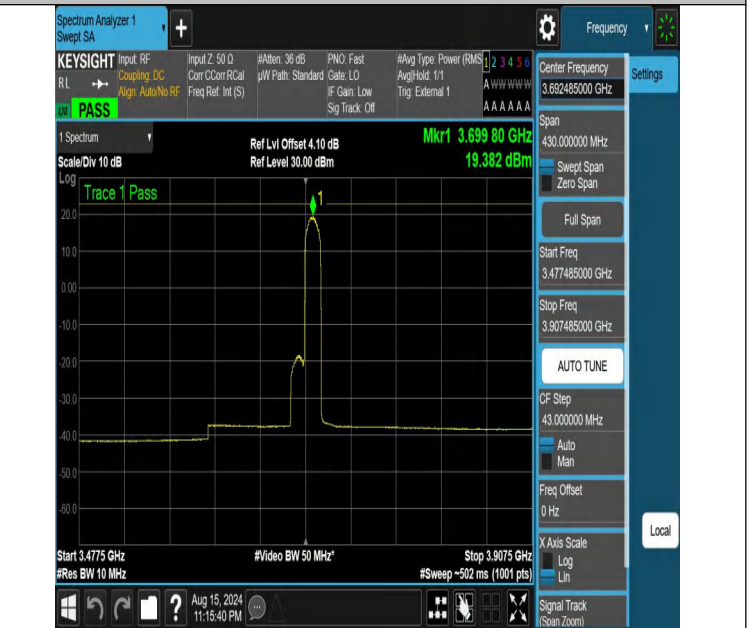 Spectrum Analyzer 1
Swept SA
+
Frequency
KEYSIGHT
RL
LXI
PASS
Input: RF
Coupling: DC
Align: Auto/No RF
Input Z: 50 Ω
Corr CCorr RCal
Freq Ref: Int (S)
#Atten: 36 dB
µW Path: Standard
PNO: Fast
Gate: LO
IF Gain: Low
Sig Track: Off
#Avg Type: Power (RMS
Avg|Hold: 1/1
Trig: External 1
1 2 3 4 5 6
A W W W W W
A A A A A A
1 Spectrum
Scale/Div 10 dB
Log
Ref Lvl Offset 4.10 dB
Ref Level 30.00 dBm
Mkr1 3.699 80 GHz
19.382 dBm
Trace 1 Pass
1
20.0
10.0
0.00
-10.0
-20.0
-30.0
-40.0
-50.0
-60.0
Start 3.4775 GHz
#Res BW 10 MHz
#Video BW 50 MHz*
Stop 3.9075 GHz
#Sweep ~502 ms (1001 pts)
Center Frequency
3.692485000 GHz
Span
430.000000 MHz
Swept Span
Zero Span
Full Span
Start Freq
3.477485000 GHz
Stop Freq
3.907485000 GHz
AUTO TUNE
CF Step
43.000000 MHz
Auto
Man
Freq Offset
0 Hz
X Axis Scale
Log
Lin
Signal Track
(Span Zoom)
Settings
Local
?
Aug 15, 2024
11:15:40 PM